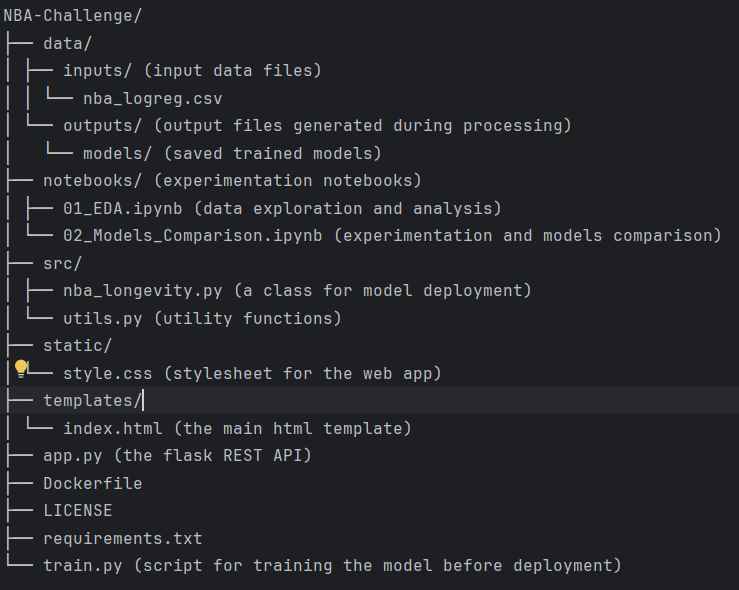 NBA-Challenge/
├── data/
│ ├── inputs/ (input data files)
│ │ └── nba_logreg.csv
│ └── outputs/ (output files generated during processing)
│   └── models/ (saved trained models)
├── notebooks/ (experimentation notebooks)
│ ├── 01_EDA.ipynb (data exploration and analysis)
│ └── 02_Models_Comparison.ipynb (experimentation and models comparison)
├── src/
│ ├── nba_longevity.py (a class for model deployment)
│ └── utils.py (utility functions)
├── static/
│ └── style.css (stylesheet for the web app)
├── templates/
│ └── index.html (the main html template)
├── app.py (the flask REST API)
├── Dockerfile
├── LICENSE
├── requirements.txt
└── train.py (script for training the model before deployment)